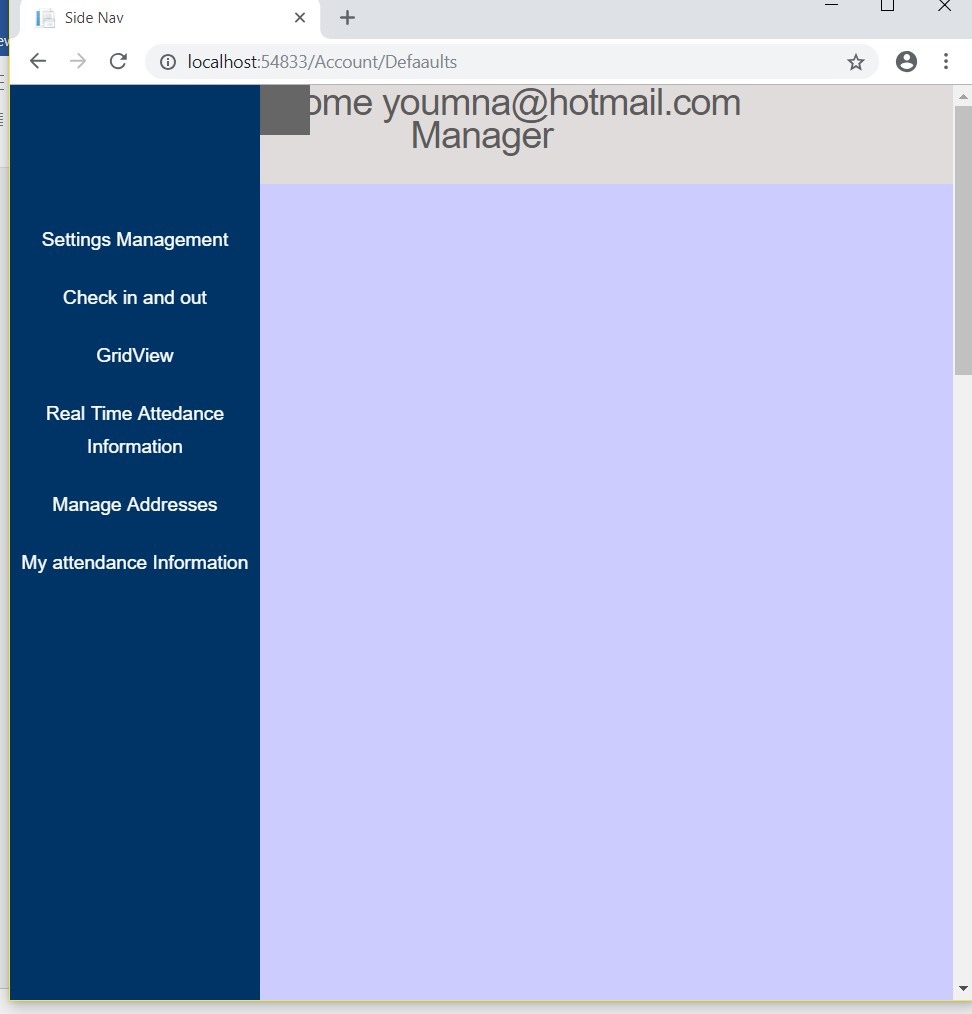 Side Nav
localhost:54833/Account/Defaaults
ome youmna@hotmail.com
Manager
Settings Management
Check in and out
GridView
Real Time Attedance
Information
Manage Addresses
My attendance Information